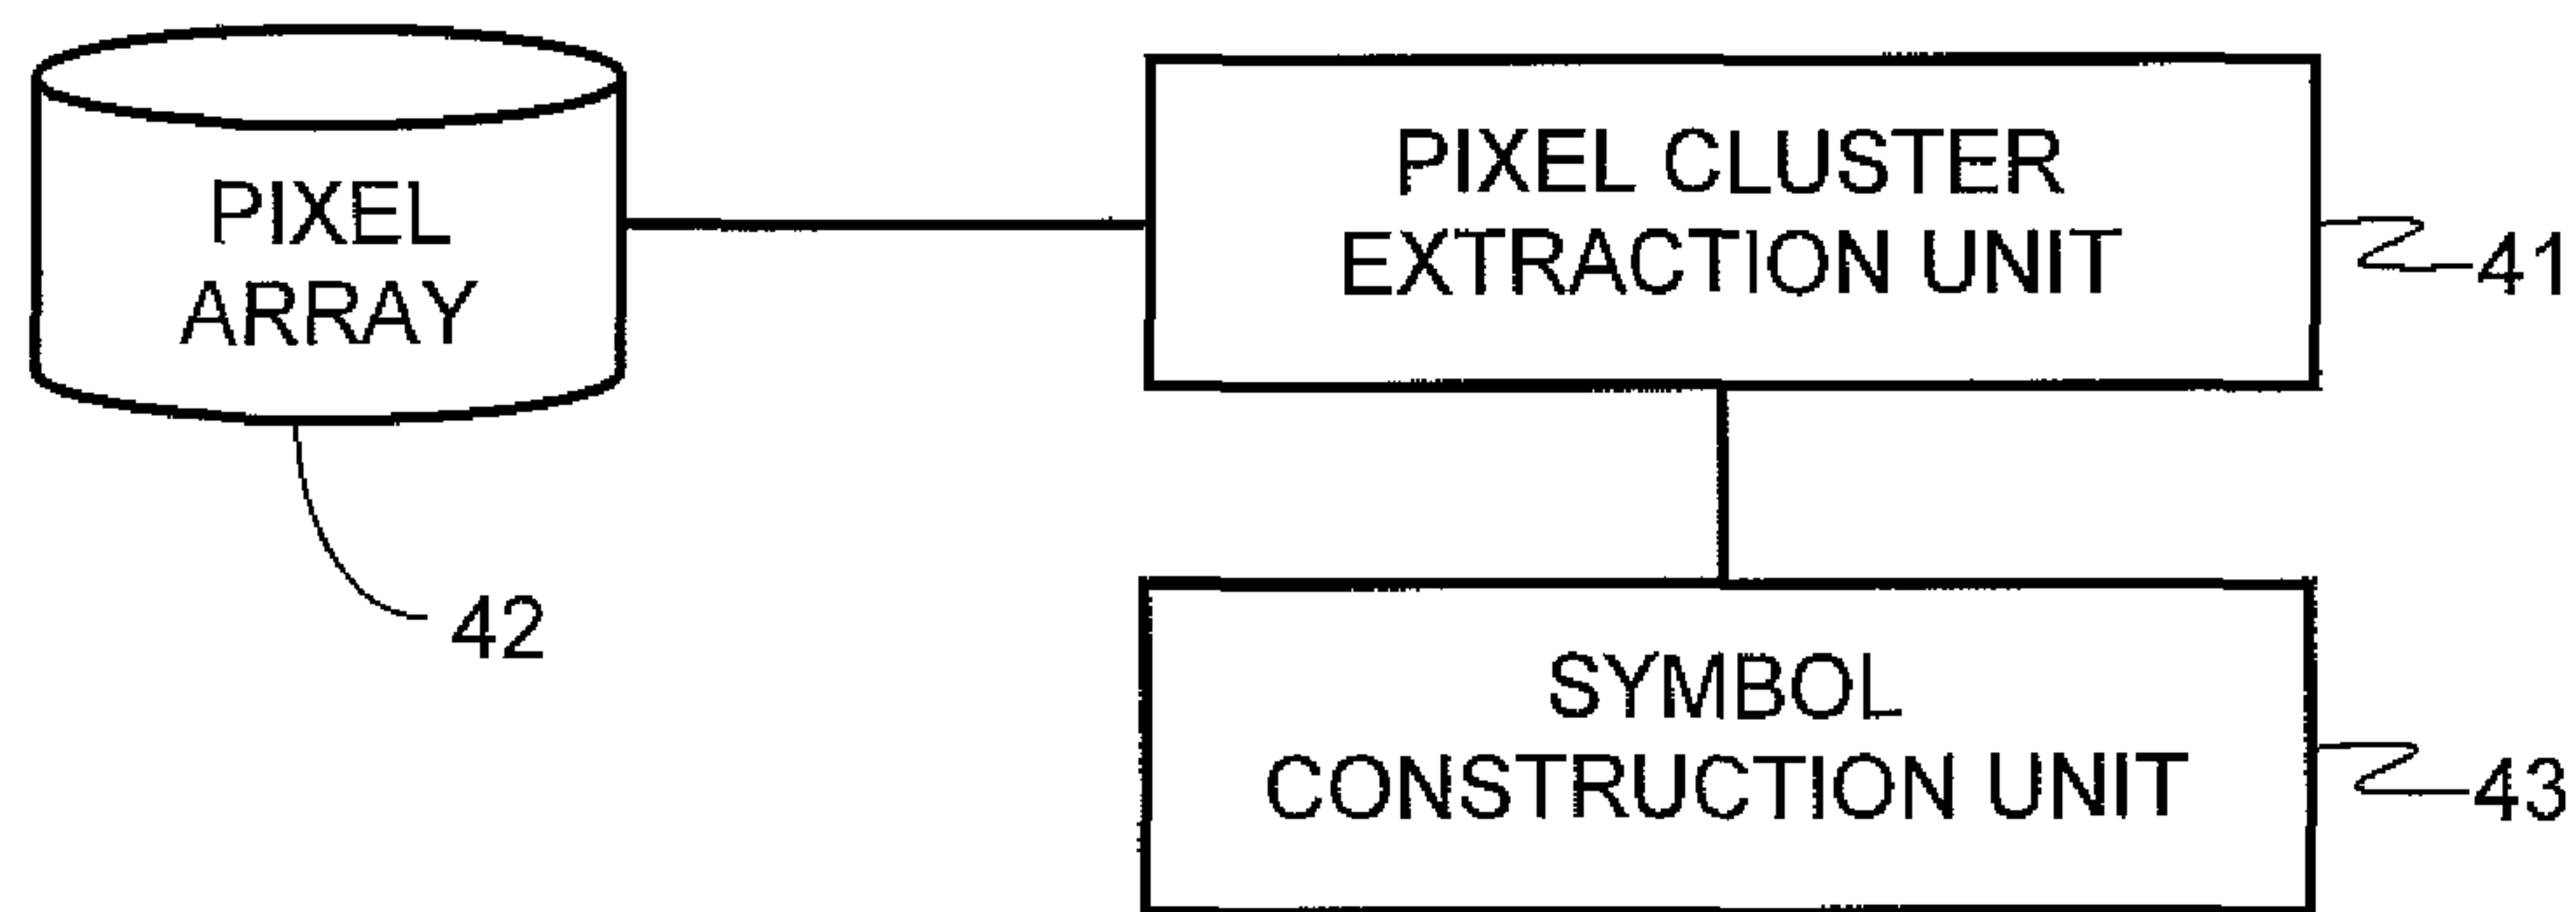 PIXEL
ARRAY
42
PIXEL CLUSTER
EXTRACTION UNIT
41
SYMBOL
CONSTRUCTION UNIT
43